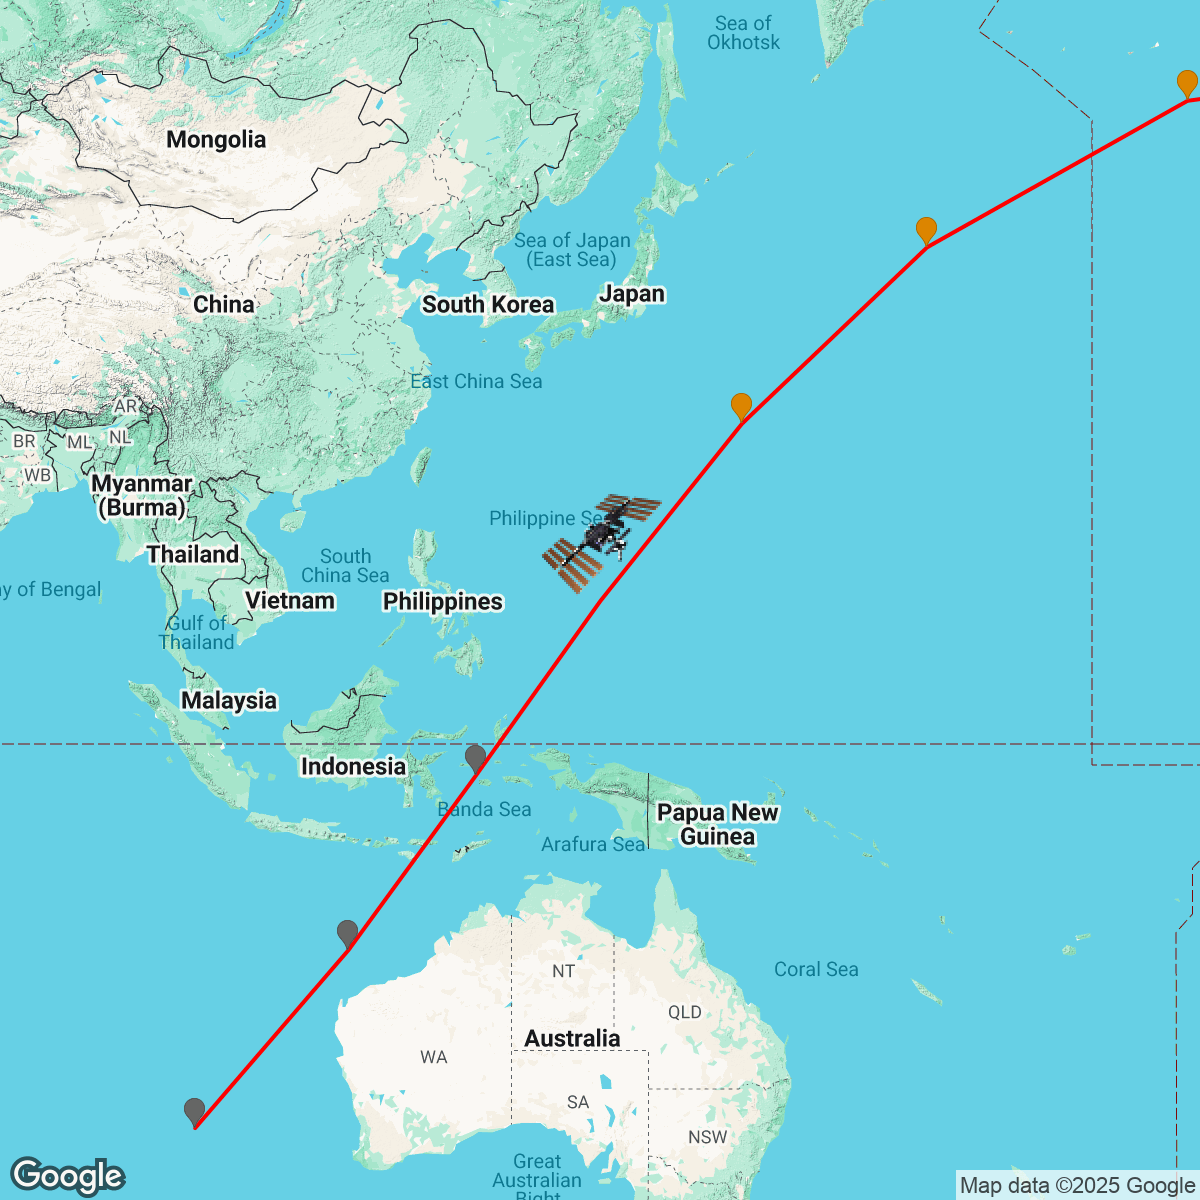 Sea of
Okhotsk
Mongolia
Sea of Japan
(East Sea)
Japan
China
South Korea
East China Sea
AR
BR
ML
NL
WB
Myanmar
(Burma)
Philippine Se
Thailand
South
China Sea
y of Bengal
Vietnam
Philippines
Gulf of
Thailand
Malaysia
Indonesia
Banda Sea
Papua New
Guinea
Arafura Sea
NT
Coral Sea
QLD
Australia
WA
SA
NSW
Great
Australian
Bight
Google
Map data ©2025 Google